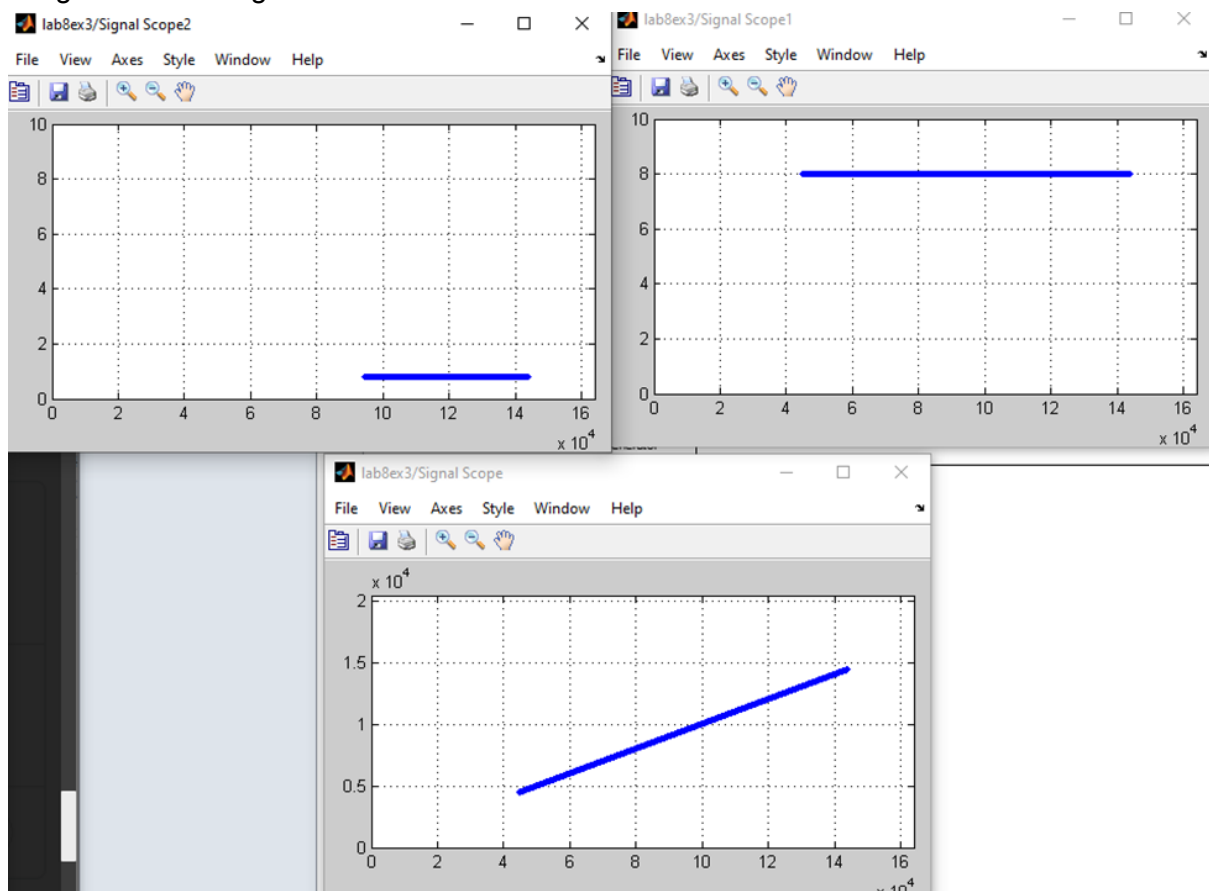 lab8ex3/Signal Scope2
File View Axes Style Window Help
10
8
6
4
2
0
0 2 4 6 8 10 12 14 16
x 10^4
lab8ex3/Signal Scope1
File View Axes Style Window Help
10
8
6
4
2
0
0 2 4 6 8 10 12 14 16
x 10^4
lab8ex3/Signal Scope
File View Axes Style Window Help
x 10^4
2
1.5
1
0.5
0
0 2 4 6 8 10 12 14 16